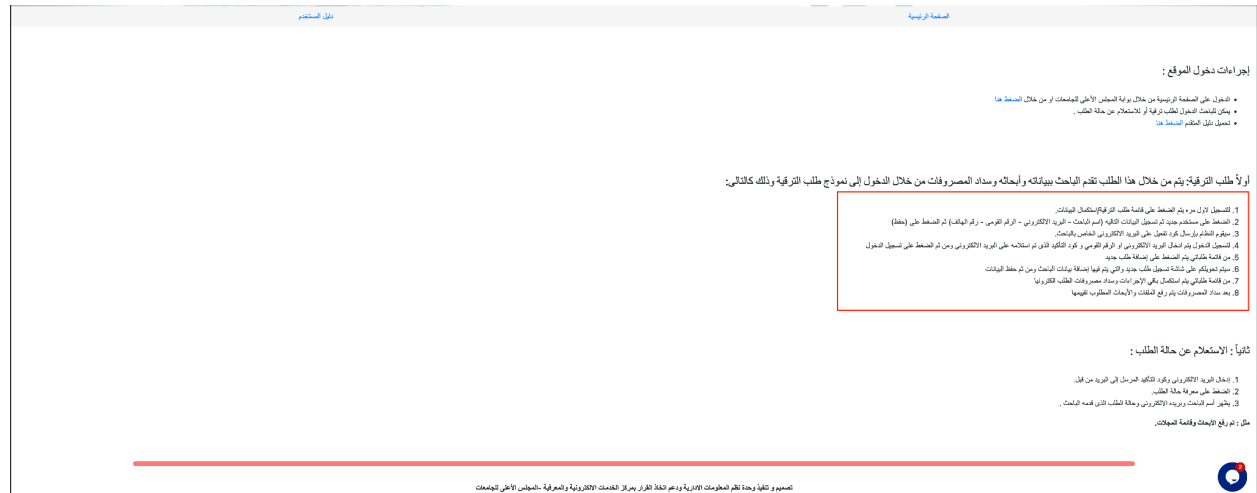 الصفحة الرئيسية
دليل المستخدم
إجراءات دخول الموقع :
• الدخول على الصفحة الرئيسية من خلال بوابة المجلس الأعلى للجامعات او من خلال الضغط هنا
• يمكن للباحث الدخول لطلب ترقية أو للاستعلام عن حالة الطلب .
• تحميل دليل المتقدم الضغط هنا
أولاً طلب الترقية: يتم من خلال هذا الطلب تقدم الباحث ببياناته وأبحاثه وسداد المصروفات من خلال الدخول إلى نموذج طلب الترقية وذلك كالتالى:
1. للتسجيل لاول مره يتم الضغط على قائمة طلب الترقية/إستكمال البيانات.
2. الضغط على مستخدم جديد ثم تسجيل البيانات التاليه (اسم الباحث - البريد الالكتروني - الرقم القومى - رقم الهاتف) ثم الضغط على (حفظ)
3. سيقوم النظام بإرسال كود تفعيل على البريد الالكترونى الخاص بالباحث.
4. لتسجيل الدخول يتم ادخال البريد الالكترونى او الرقم القومي و كود التأكيد الذى تم استلامه على البريد الالكترونى ومن ثم الضغط على تسجيل الدخول
5. من قائمة طلباتي يتم الضغط على إضافة طلب جديد
6. سيتم تحويلكم على شاشة تسجيل طلب جديد والتي يتم فيها إضافة بيانات الباحث ومن ثم حفظ البيانات
7. من قائمة طلباتي يتم استكمال باقي الإجراءات وسداد مصروفات الطلب الكترونيا
8. بعد سداد المصروفات يتم رفع الملفات والأبحاث المطلوب تقييمها
ثانياً : الاستعلام عن حالة الطلب :
1. إدخال البريد الالكترونى وكود التأكيد المرسل إلى البريد من قبل.
2. الضغط على معرفة حالة الطلب.
3. يظهر أسم الباحث وبريده الالكترونى وحالة الطلب الذى قدمه الباحث .
مثل : تم رفع الأبحاث وقائمة المجلات.
2
تصميم و تنفيذ وحدة نظم المعلومات الادارية ودعم اتخاذ القرار بمركز الخدمات الالكترونية والمعرفية -المجلس الأعلى للجامعات